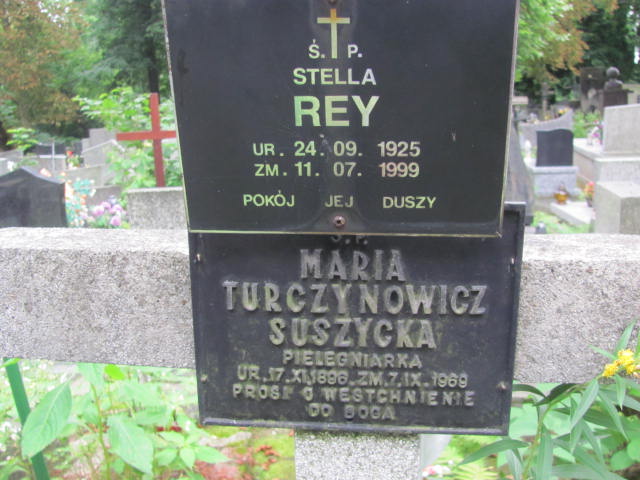 Ś. P.
STELLA
REY
UR. 24. 09. 1925
ZM. 11. 07. 1999
POKÓJ JEJ DUSZY
Ś.P.
MARIA
TURCZYNOWICZ
SUSZYCKA
PIELĘGNIARKA
UR.17.XI.1896.ZM.7.IX.1969
PROSI O WESTCHNIENIE
DO BOGA